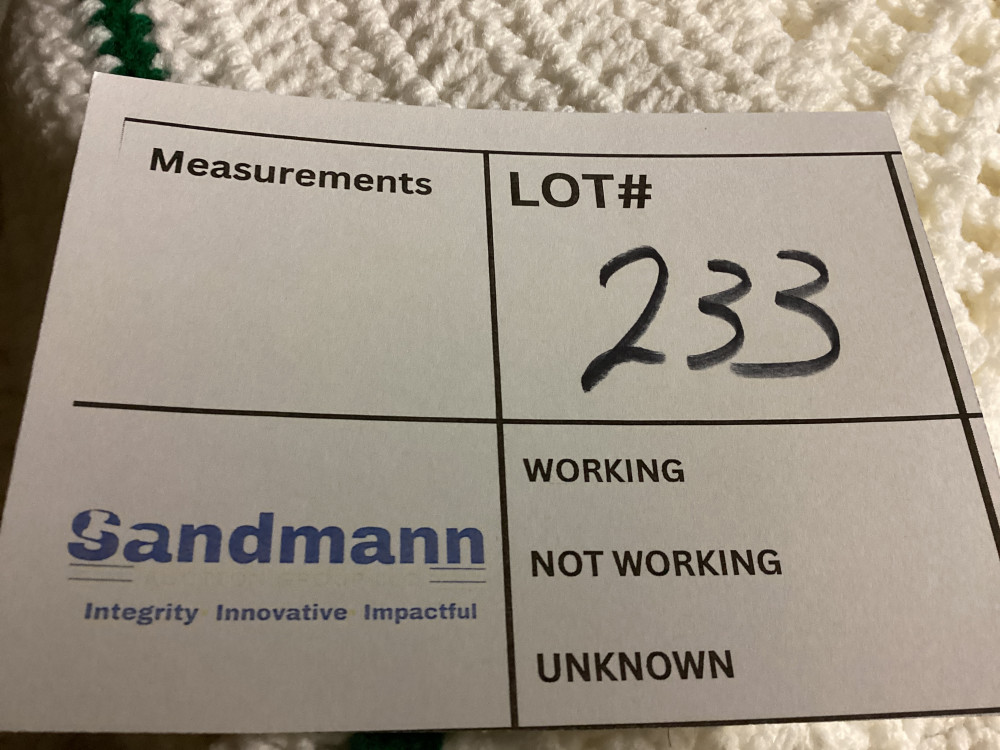 Measurements
LOT#
233
WORKING
NOT WORKING
UNKNOWN
Sandmann
Integrity Innovative Impactful